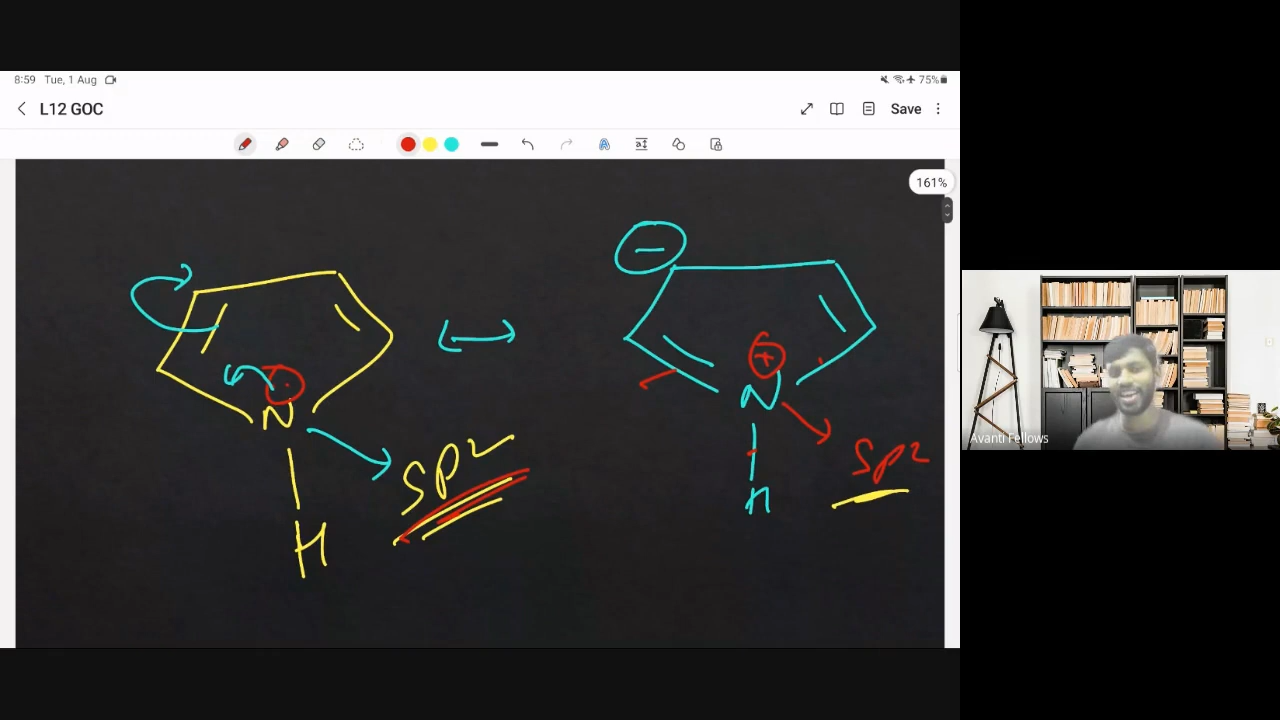 8:59 Tue, 1 Aug 75%
L12 GOC
Save
161%
−
+
N
N
sp2
sp2
H
H
Avanti Fellows